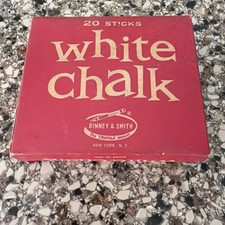 20 STICKS
white
chalk
BINNEY & SMITH
NEW YORK, N. Y.